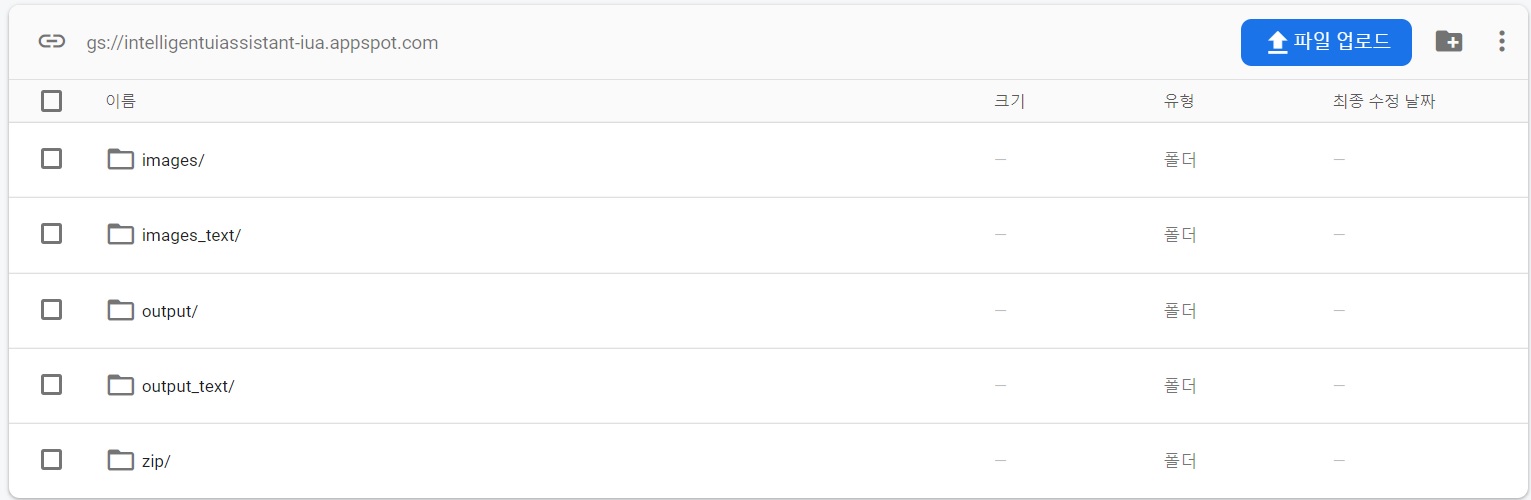 gs://intelligentuiassistant-iua.appspot.com 파일 업로드
이름 크기 유형 최종 수정 날짜
images/ — 폴더 —
images_text/ — 폴더 —
output/ — 폴더 —
output_text/ — 폴더 —
zip/ — 폴더 —